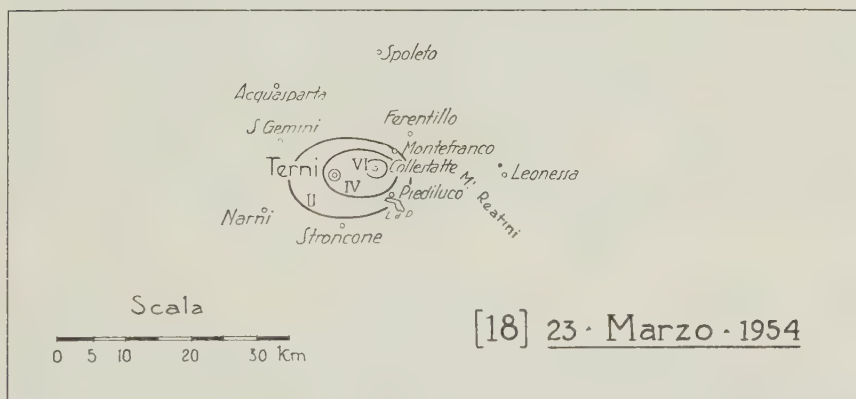 Spoleto
Acquasparta
S Gemini
Ferentillo
Montefranco
Terni
VI
Collestatte
Leonessa
IV
Mⁱ Reatini
II
Piediluco
L d P
Narni
Stroncone
Scala
0 5 10 20 30 Km
[18] 23 · Marzo · 1954